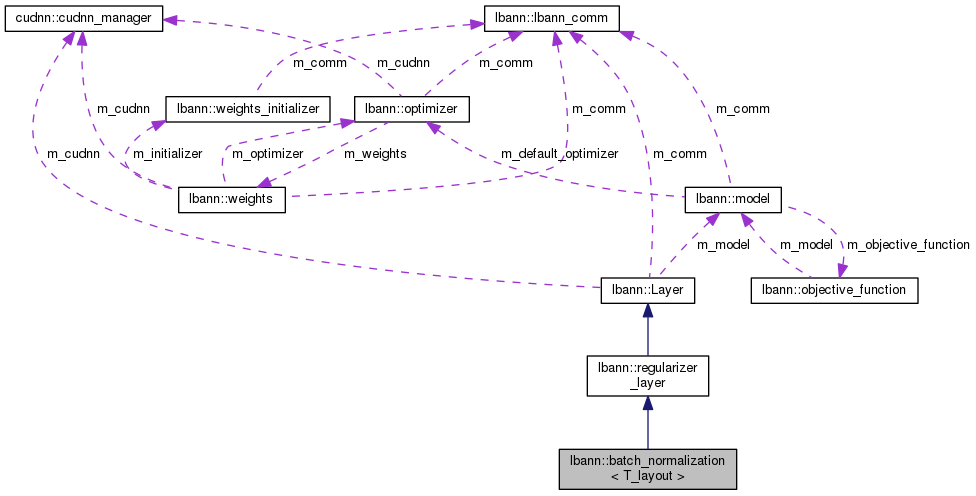 cudnn::cudnn_manager
lbann::lbann_comm
m_comm
m_cudnn
m_comm
lbann::weights_initializer
lbann::optimizer
m_cudnn
m_comm
m_comm
m_cudnn
m_initializer
m_optimizer
m_weights
m_default_optimizer
m_comm
lbann::weights
lbann::model
m_model
m_model
m_objective_function
lbann::Layer
lbann::objective_function
lbann::regularizer
_layer
lbann::batch_normalization
< T_layout >